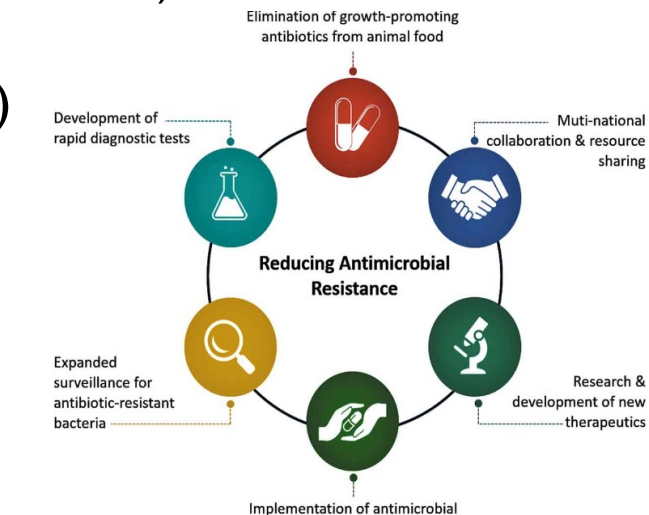 Elimination of growth-promoting
antibiotics from animal food
Development of
rapid diagnostic tests
Muti-national
collaboration & resource
sharing
Reducing Antimicrobial
Resistance
Expanded
surveillance for
antibiotic-resistant
bacteria
Research &
development of new
therapeutics
Implementation of antimicrobial